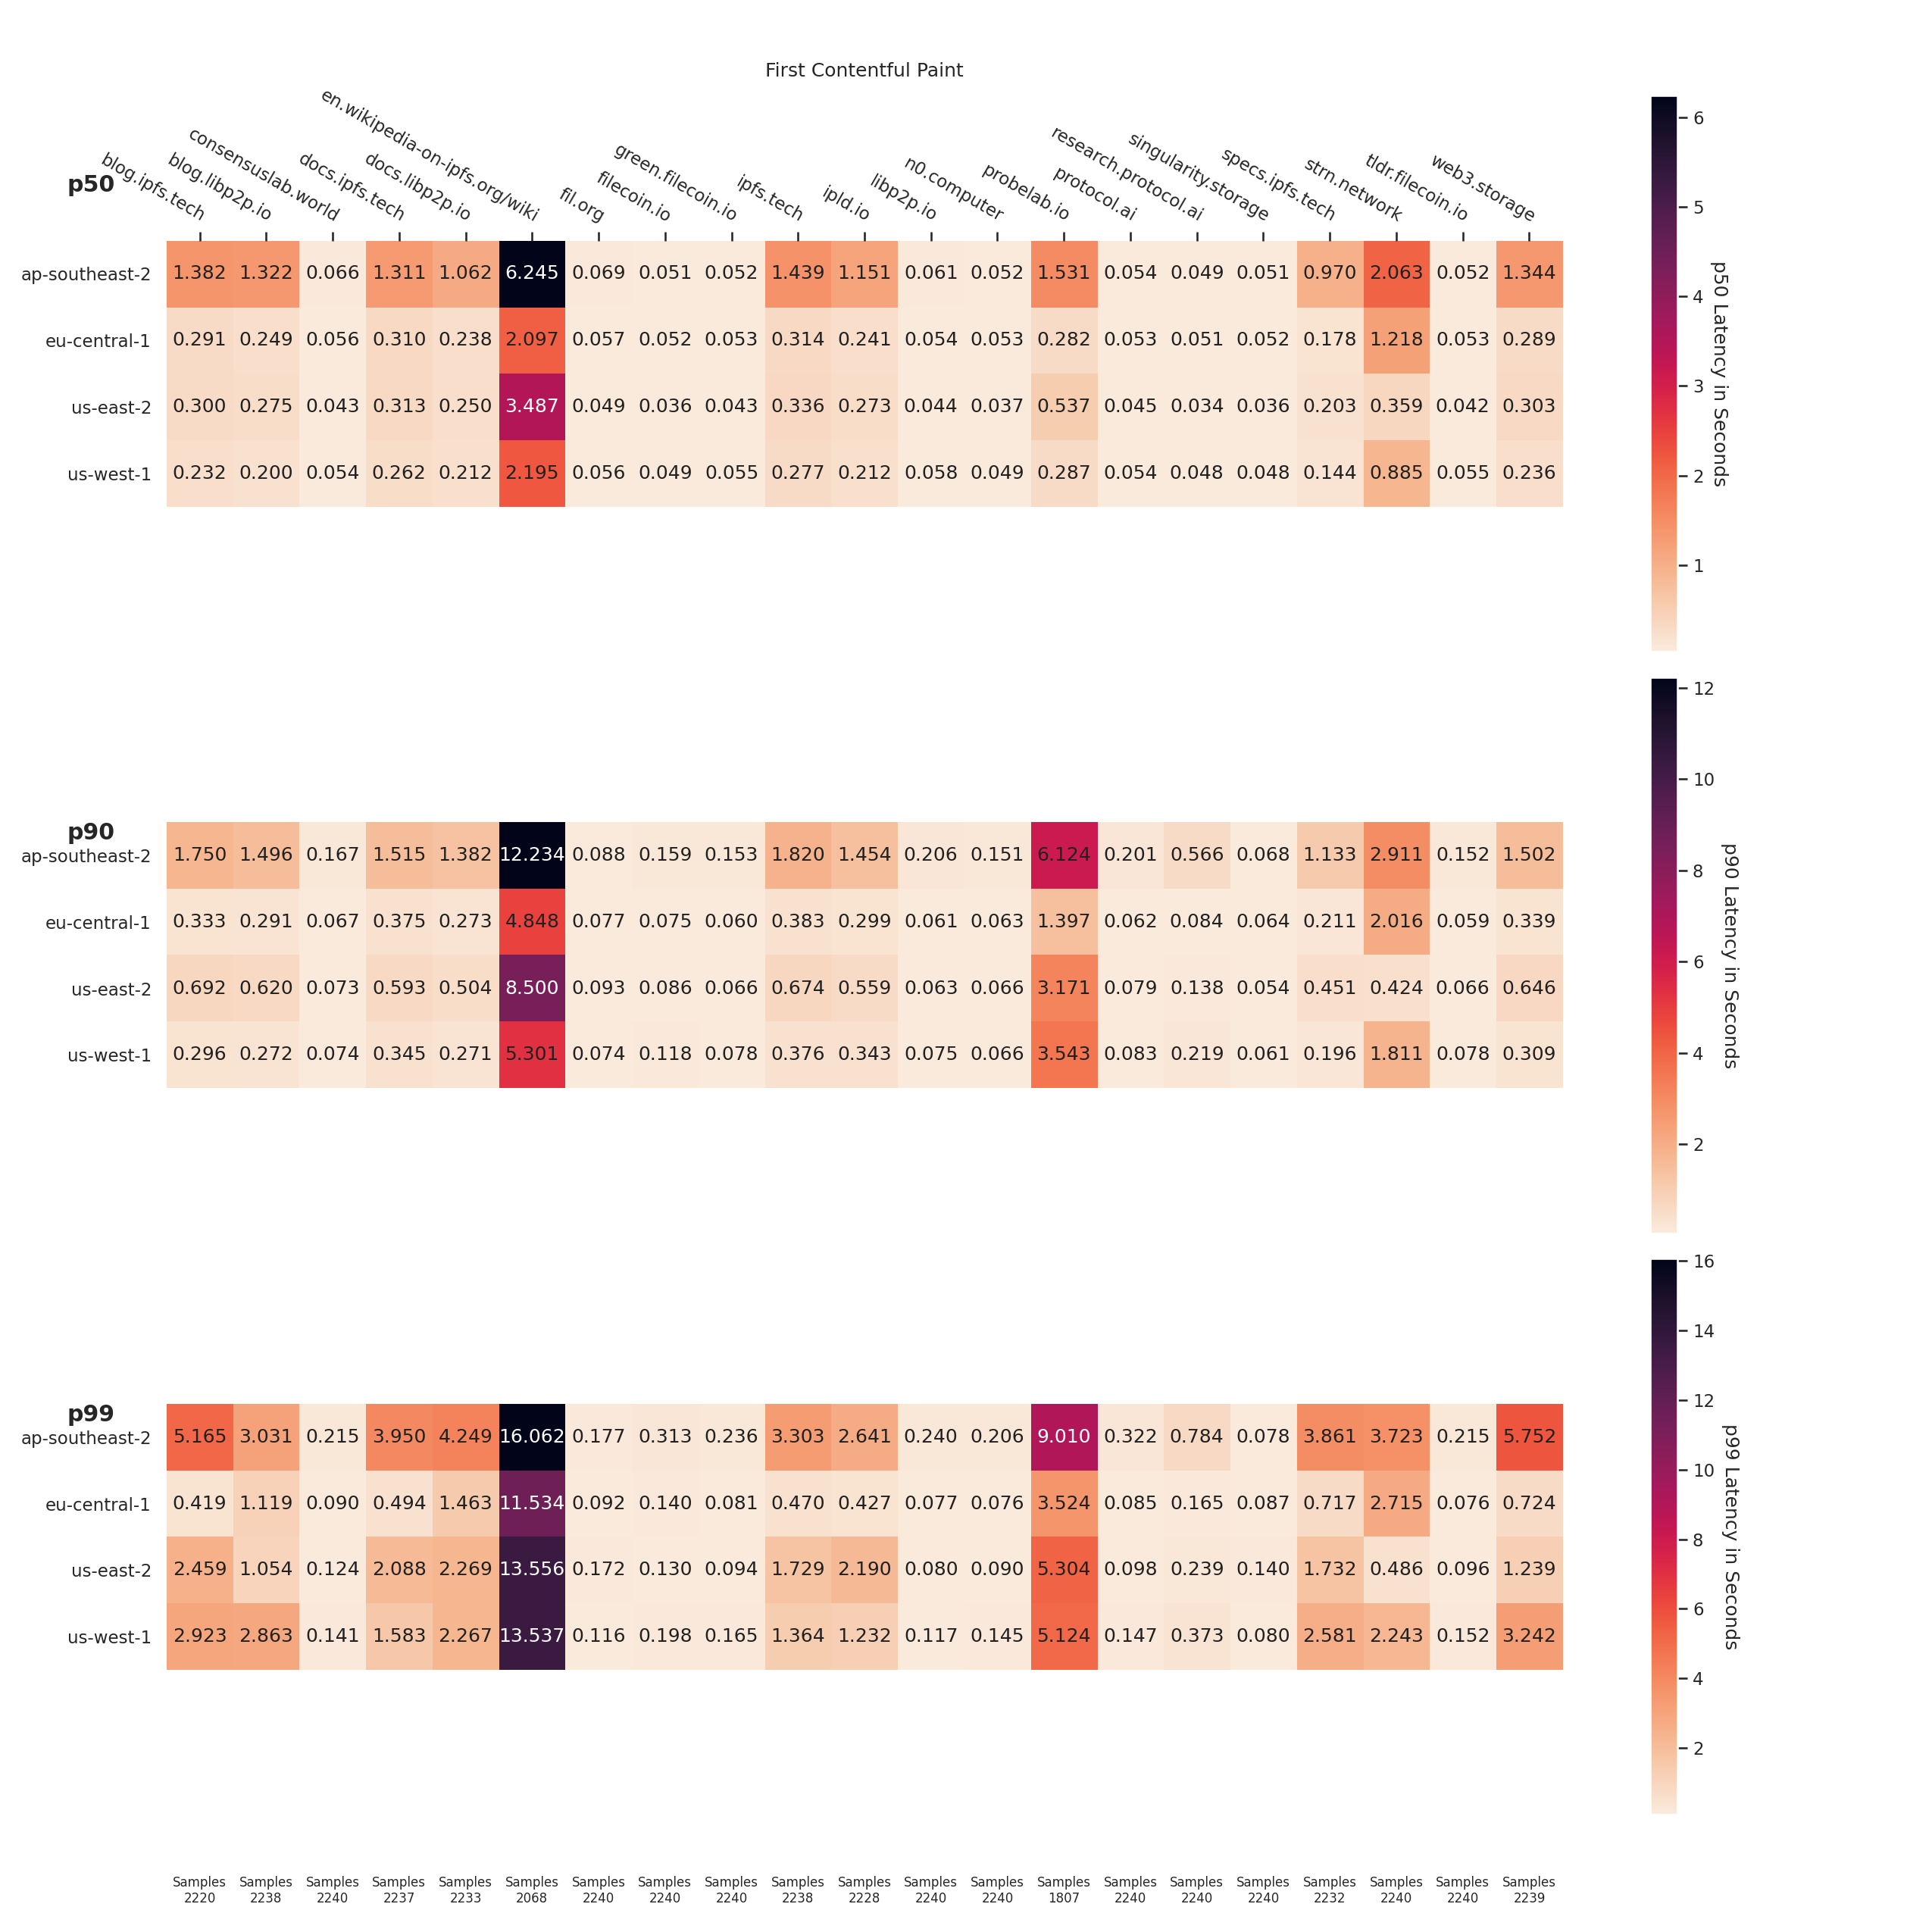 First Contentful Paint
blog.ipfs.tech
blog.libp2p.io
consensuslab.world
docs.ipfs.tech
docs.libp2p.io
en.wikipedia-on-ipfs.org/wiki
fil.org
filecoin.io
green.filecoin.io
ipfs.tech
ipld.io
libp2p.io
n0.computer
probelab.io
protocol.ai
research.protocol.ai
singularity.storage
specs.ipfs.tech
strn.network
tldr.filecoin.io
web3.storage
p50
ap-southeast-2 1.382 1.322 0.066 1.311 1.062 6.245 0.069 0.051 0.052 1.439 1.151 0.061 0.052 1.531 0.054 0.049 0.051 0.970 2.063 0.052 1.344
eu-central-1 0.291 0.249 0.056 0.310 0.238 2.097 0.057 0.052 0.053 0.314 0.241 0.054 0.053 0.282 0.053 0.051 0.052 0.178 1.218 0.053 0.289
us-east-2 0.300 0.275 0.043 0.313 0.250 3.487 0.049 0.036 0.043 0.336 0.273 0.044 0.037 0.537 0.045 0.034 0.036 0.203 0.359 0.042 0.303
us-west-1 0.232 0.200 0.054 0.262 0.212 2.195 0.056 0.049 0.055 0.277 0.212 0.058 0.049 0.287 0.054 0.048 0.048 0.144 0.885 0.055 0.236
6
5
4
3
2
1
p50 Latency in Seconds
p90
ap-southeast-2 1.750 1.496 0.167 1.515 1.382 12.234 0.088 0.159 0.153 1.820 1.454 0.206 0.151 6.124 0.201 0.566 0.068 1.133 2.911 0.152 1.502
eu-central-1 0.333 0.291 0.067 0.375 0.273 4.848 0.077 0.075 0.060 0.383 0.299 0.061 0.063 1.397 0.062 0.084 0.064 0.211 2.016 0.059 0.339
us-east-2 0.692 0.620 0.073 0.593 0.504 8.500 0.093 0.086 0.066 0.674 0.559 0.063 0.066 3.171 0.079 0.138 0.054 0.451 0.424 0.066 0.646
us-west-1 0.296 0.272 0.074 0.345 0.271 5.301 0.074 0.118 0.078 0.376 0.343 0.075 0.066 3.543 0.083 0.219 0.061 0.196 1.811 0.078 0.309
12
10
8
6
4
2
p90 Latency in Seconds
p99
ap-southeast-2 5.165 3.031 0.215 3.950 4.249 16.062 0.177 0.313 0.236 3.303 2.641 0.240 0.206 9.010 0.322 0.784 0.078 3.861 3.723 0.215 5.752
eu-central-1 0.419 1.119 0.090 0.494 1.463 11.534 0.092 0.140 0.081 0.470 0.427 0.077 0.076 3.524 0.085 0.165 0.087 0.717 2.715 0.076 0.724
us-east-2 2.459 1.054 0.124 2.088 2.269 13.556 0.172 0.130 0.094 1.729 2.190 0.080 0.090 5.304 0.098 0.239 0.140 1.732 0.486 0.096 1.239
us-west-1 2.923 2.863 0.141 1.583 2.267 13.537 0.116 0.198 0.165 1.364 1.232 0.117 0.145 5.124 0.147 0.373 0.080 2.581 2.243 0.152 3.242
16
14
12
10
8
6
4
2
p99 Latency in Seconds
Samples Samples Samples Samples Samples Samples Samples Samples Samples Samples Samples Samples Samples Samples Samples Samples Samples Samples Samples Samples Samples
2220 2238 2240 2237 2233 2068 2240 2240 2240 2238 2228 2240 2240 1807 2240 2240 2240 2232 2240 2240 2239